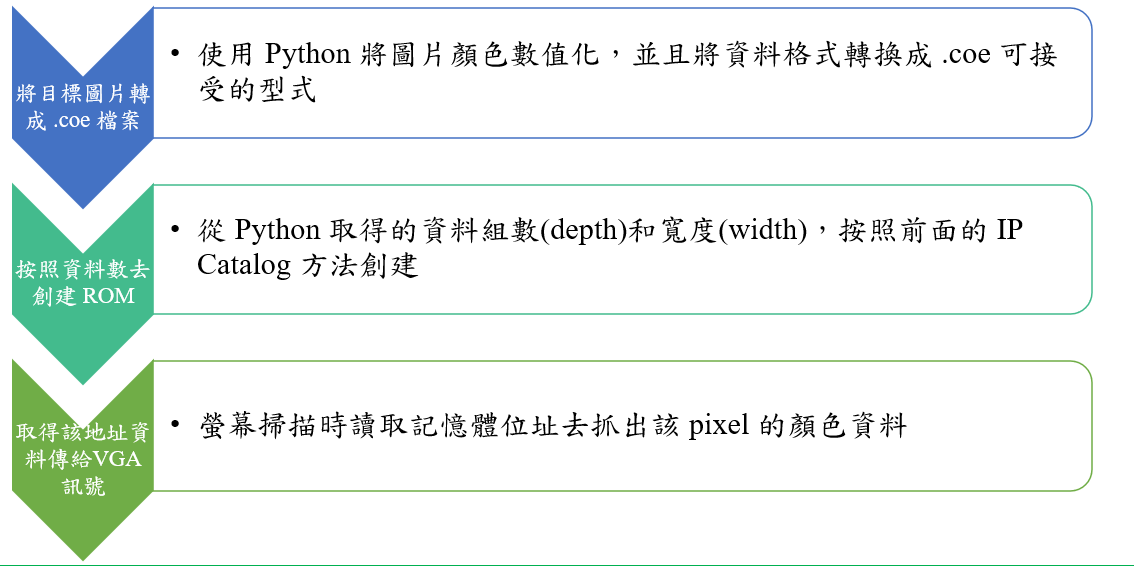 將目標圖片轉
成 .coe 檔案
• 使用 Python 將圖片顏色數值化，並且將資料格式轉換成 .coe 可接
受的型式
按照資料數去
創建 ROM
• 從 Python 取得的資料組數(depth)和寬度(width)，按照前面的 IP
Catalog 方法創建
取得該地址資
料傳給VGA
訊號
• 螢幕掃描時讀取記憶體位址去抓出該 pixel 的顏色資料